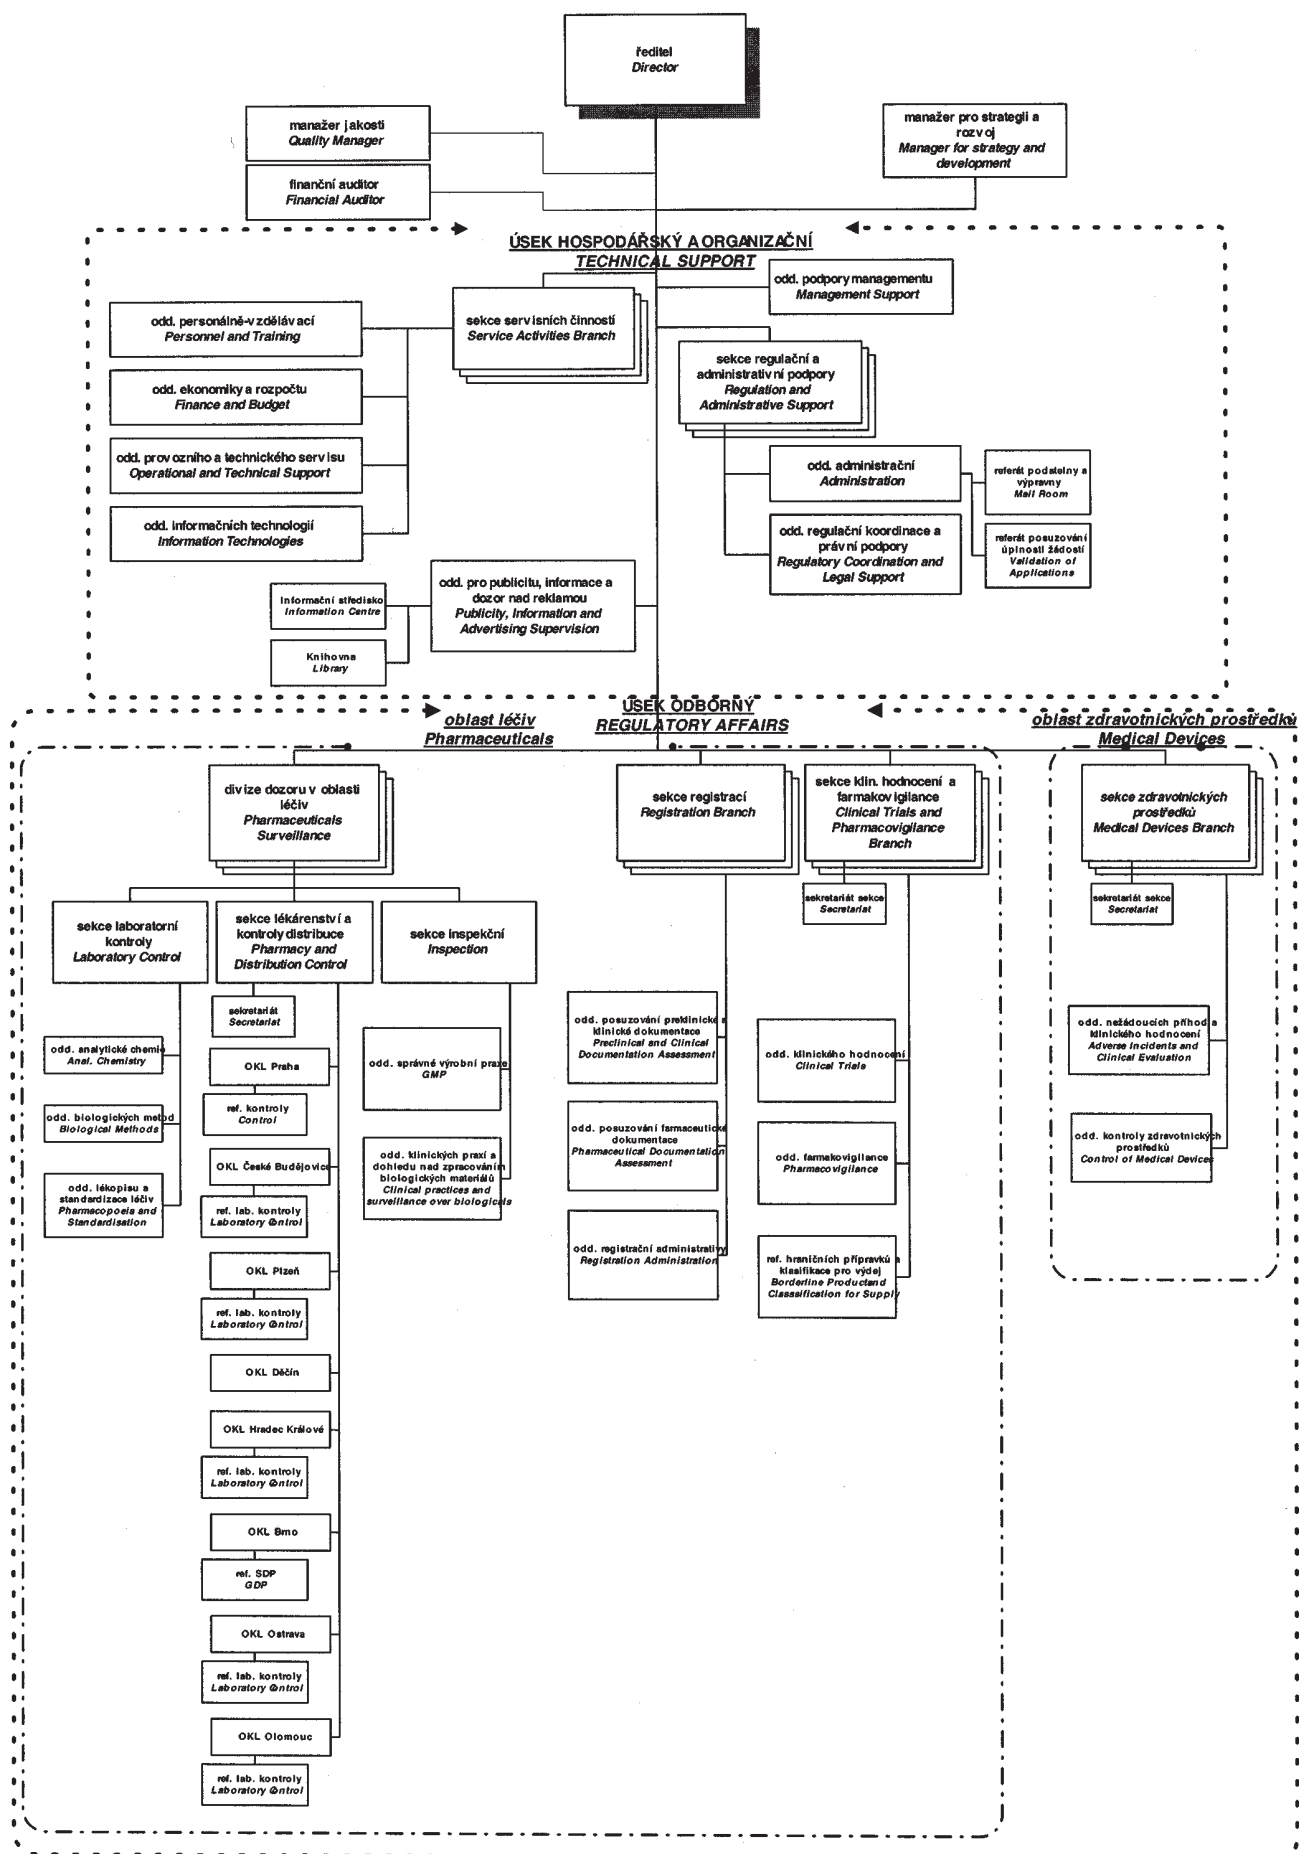 ředitel
Director
manažer jakosti
Quality Manager
finanční auditor
Financial Auditor
manažer pro strategii a
rozvoj
Manager for strategy and
development
ÚSEK HOSPODÁŘSKÝ A ORGANIZAČNÍ
TECHNICAL SUPPORT
odd. podpory managementu
Management Support
sekce servisních činností
Service Activities Branch
odd. personálně-vzdělávací
Personnel and Training
odd. ekonomiky a rozpočtu
Finance and Budget
odd. provozního a technického servisu
Operational and Technical Support
odd. informačních technologií
Information Technologies
sekce regulační a
administrativní podpory
Regulation and
Administrative Support
odd. administrační
Administration
referát podatelny a
výpravny
Mail Room
odd. regulační koordinace a
právní podpory
Regulatory Coordination and
Legal Support
referát posuzování
úplnosti žádostí
Validation of
Applications
odd. pro publicitu, informace a
dozor nad reklamou
Publicity, Information and
Advertising Supervision
Informační středisko
Information Centre
Knihovna
Library
ÚSEK ODBORNÝ
REGULATORY AFFAIRS
oblast léčiv
Pharmaceuticals
oblast zdravotnických prostředků
Medical Devices
divize dozoru v oblasti
léčiv
Pharmaceuticals
Surveillance
sekce registrací
Registration Branch
sekce klin. hodnocení a
farmakovigilance
Clinical Trials and
Pharmacovigilance
Branch
sekce zdravotnických
prostředků
Medical Devices Branch
sekretariát sekce
Secretariat
sekretariát sekce
Secretariat
sekce laboratorní
kontroly
Laboratory Control
sekce lékárenství a
kontroly distribuce
Pharmacy and
Distribution Control
sekce inspekční
Inspection
sekretariát
Secretariat
odd. analytické chemie
Anal. Chemistry
odd. biologických metod
Biological Methods
odd. lékopisu a
standardizace léčiv
Pharmacopoeia and
Standardisation
OKL Praha
ref. kontroly
Control
OKL České Budějovice
ref. lab. kontroly
Laboratory Control
OKL Plzeň
ref. lab. kontroly
Laboratory Control
OKL Děčín
OKL Hradec Králové
ref. lab. kontroly
Laboratory Control
OKL Brno
ref. SDP
GDP
OKL Ostrava
ref. lab. kontroly
Laboratory Control
OKL Olomouc
ref. lab. kontroly
Laboratory Control
odd. správné výrobní praxe
GMP
odd. klinických praxí a
dohledu nad zpracováním
biologických materiálů
Clinical practices and
surveillance over biologicals
odd. posuzování preklinické a
klinické dokumentace
Preclinical and Clinical
Documentation Assessment
odd. posuzování farmaceutické
dokumentace
Pharmaceutical Documentation
Assessment
odd. registrační administrativy
Registration Administration
odd. klinického hodnocení
Clinical Trials
odd. farmakovigilance
Pharmacovigilance
ref. hraničních přípravků a
klasifikace pro výdej
Borderline Productand
Classsification for Supply
odd. nežádoucích příhod a
klinického hodnocení
Adverse Incidents and
Clinical Evaluation
odd. kontroly zdravotnických
prostředků
Control of Medical Devices